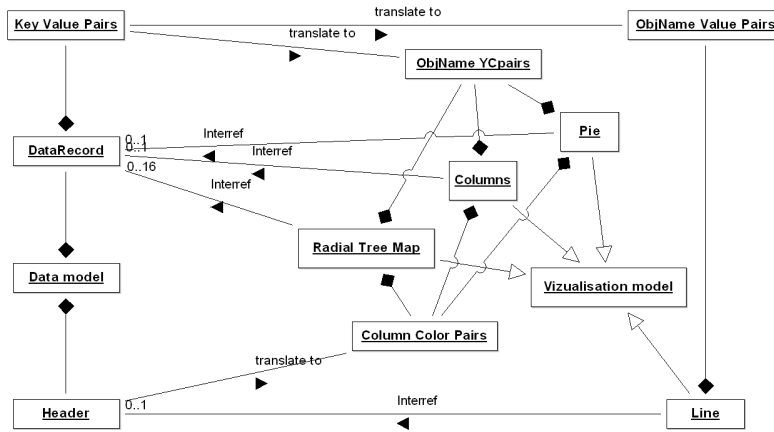 translate to
Key Value Pairs
ObjName Value Pairs
translate to
ObjName YCpairs
0..1
Interref
Pie
0..1
Interref
DataRecord
0..16
Columns
Interref
Radial Tree Map
Data model
Vizualisation model
Column Color Pairs
translate to
0..1
Interref
Header
Line